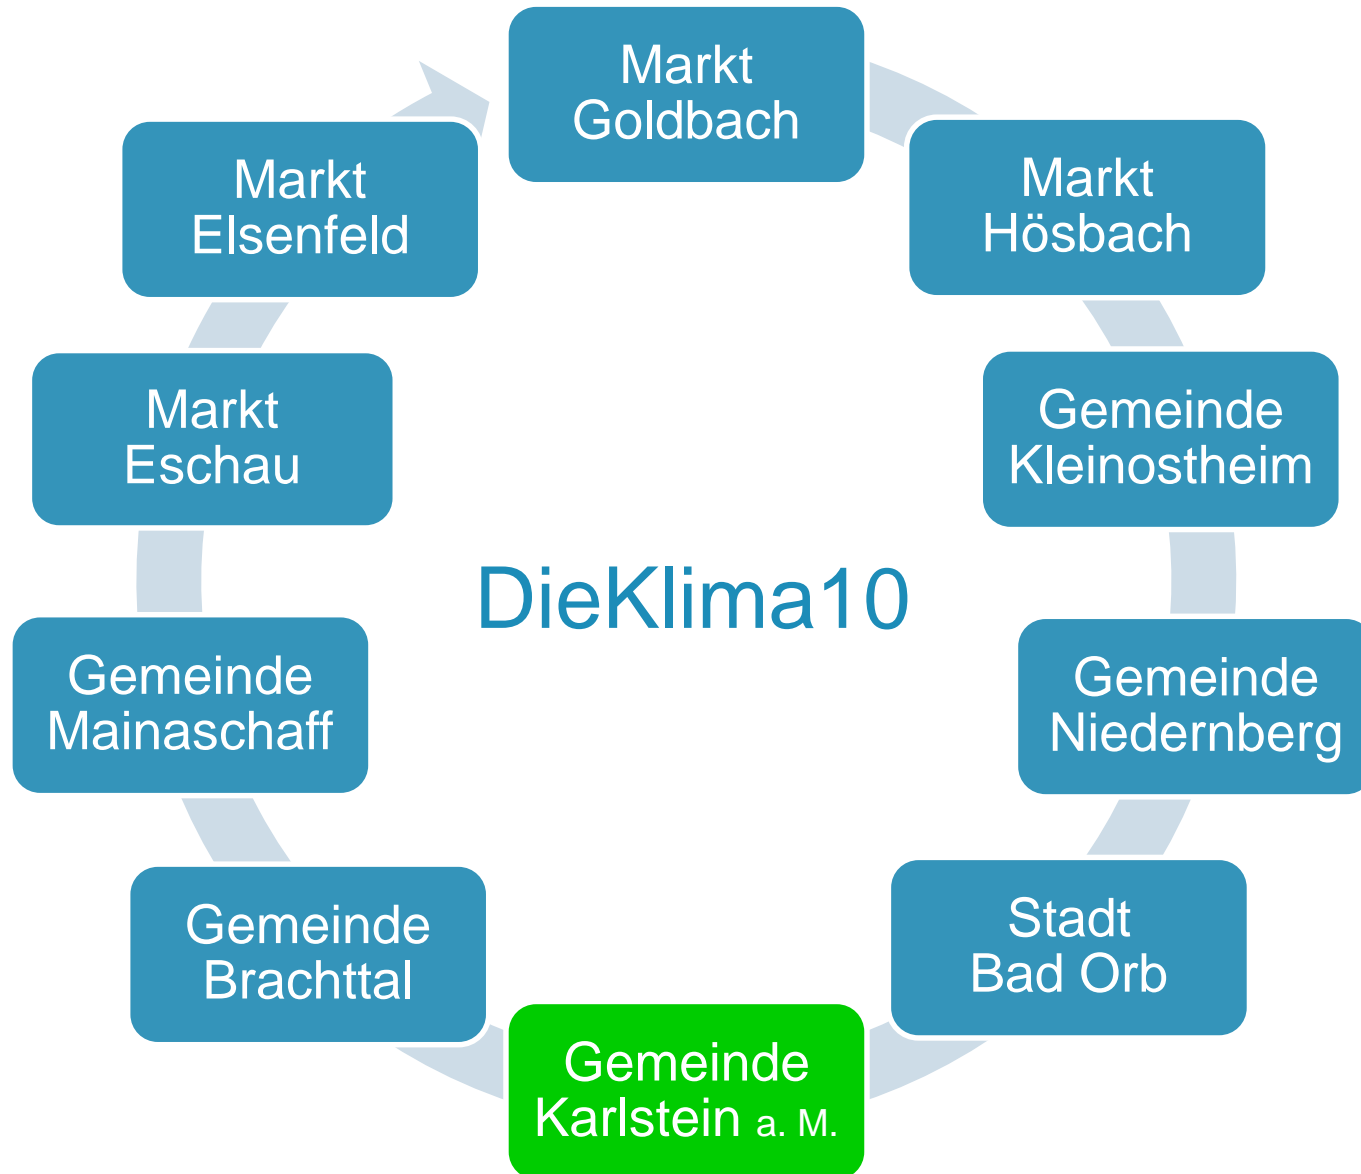 Markt
Goldbach
Markt
Hösbach
Gemeinde
Kleinostheim
Gemeinde
Niedernberg
Stadt
Bad Orb
Gemeinde
Karlstein a. M.
Gemeinde
Brachttal
Gemeinde
Mainaschaff
Markt
Eschau
Markt
Elsenfeld
DieKlima10